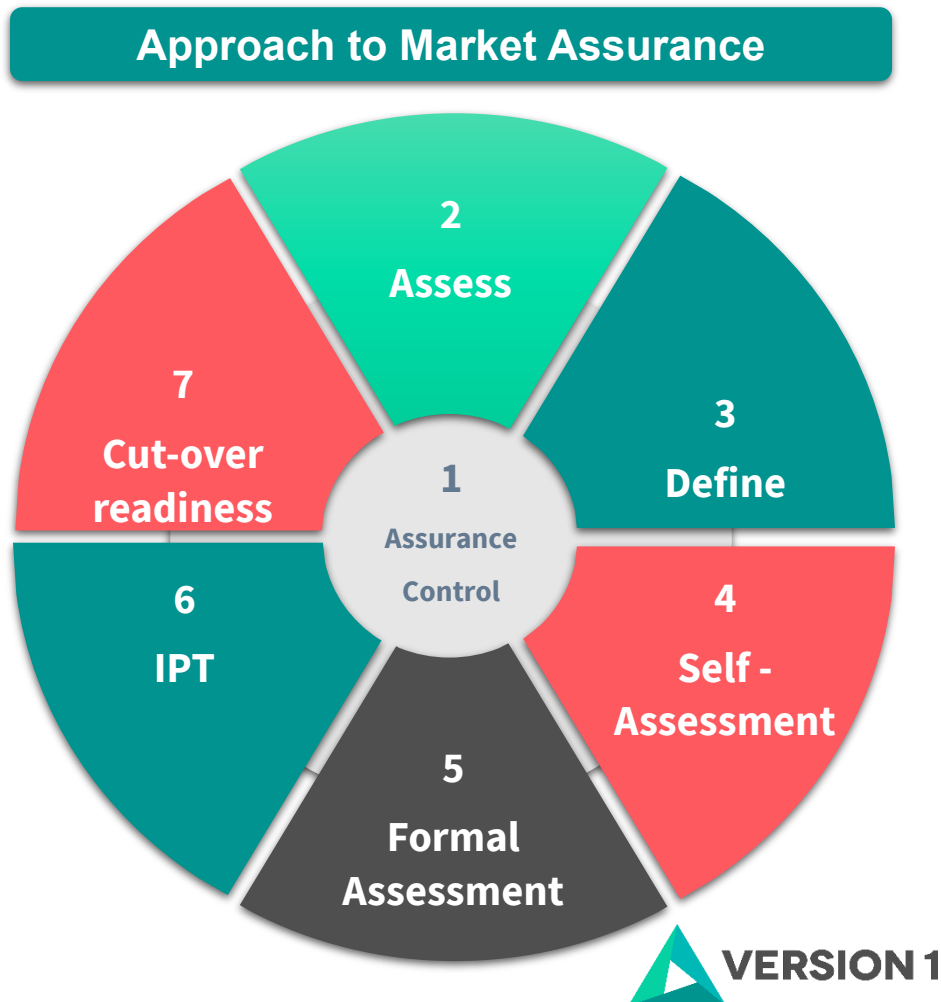 Approach to Market Assurance
1
Assurance
Control
2
Assess
3
Define
4
Self -
Assessment
5
Formal
Assessment
6
IPT
7
Cut-over
readiness
VERSION 1